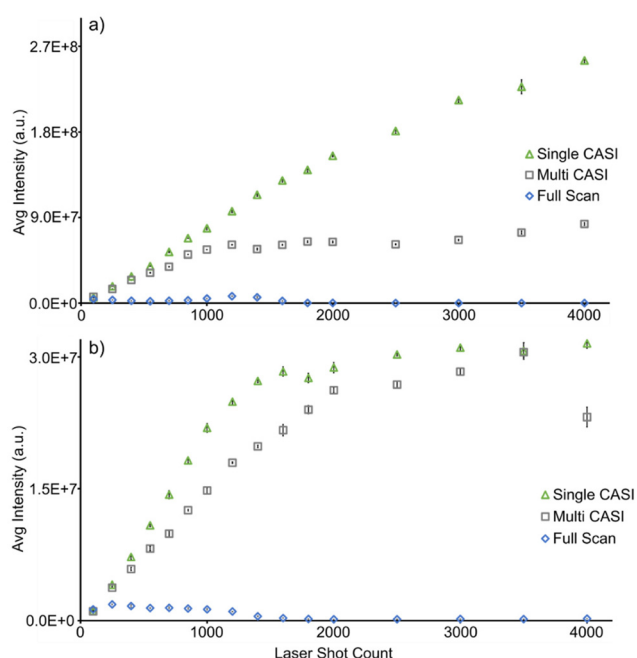 a)
Avg Intensity (a.u.)
2.7E+8
1.8E+8
9.0E+7
0.0E+0
Single CASI
Multi CASI
Full Scan
0 1000 2000 3000 4000
b)
Avg Intensity (a.u.)
3.0E+7
1.5E+7
0.0E+0
Single CASI
Multi CASI
Full Scan
0 1000 2000 3000 4000
Laser Shot Count